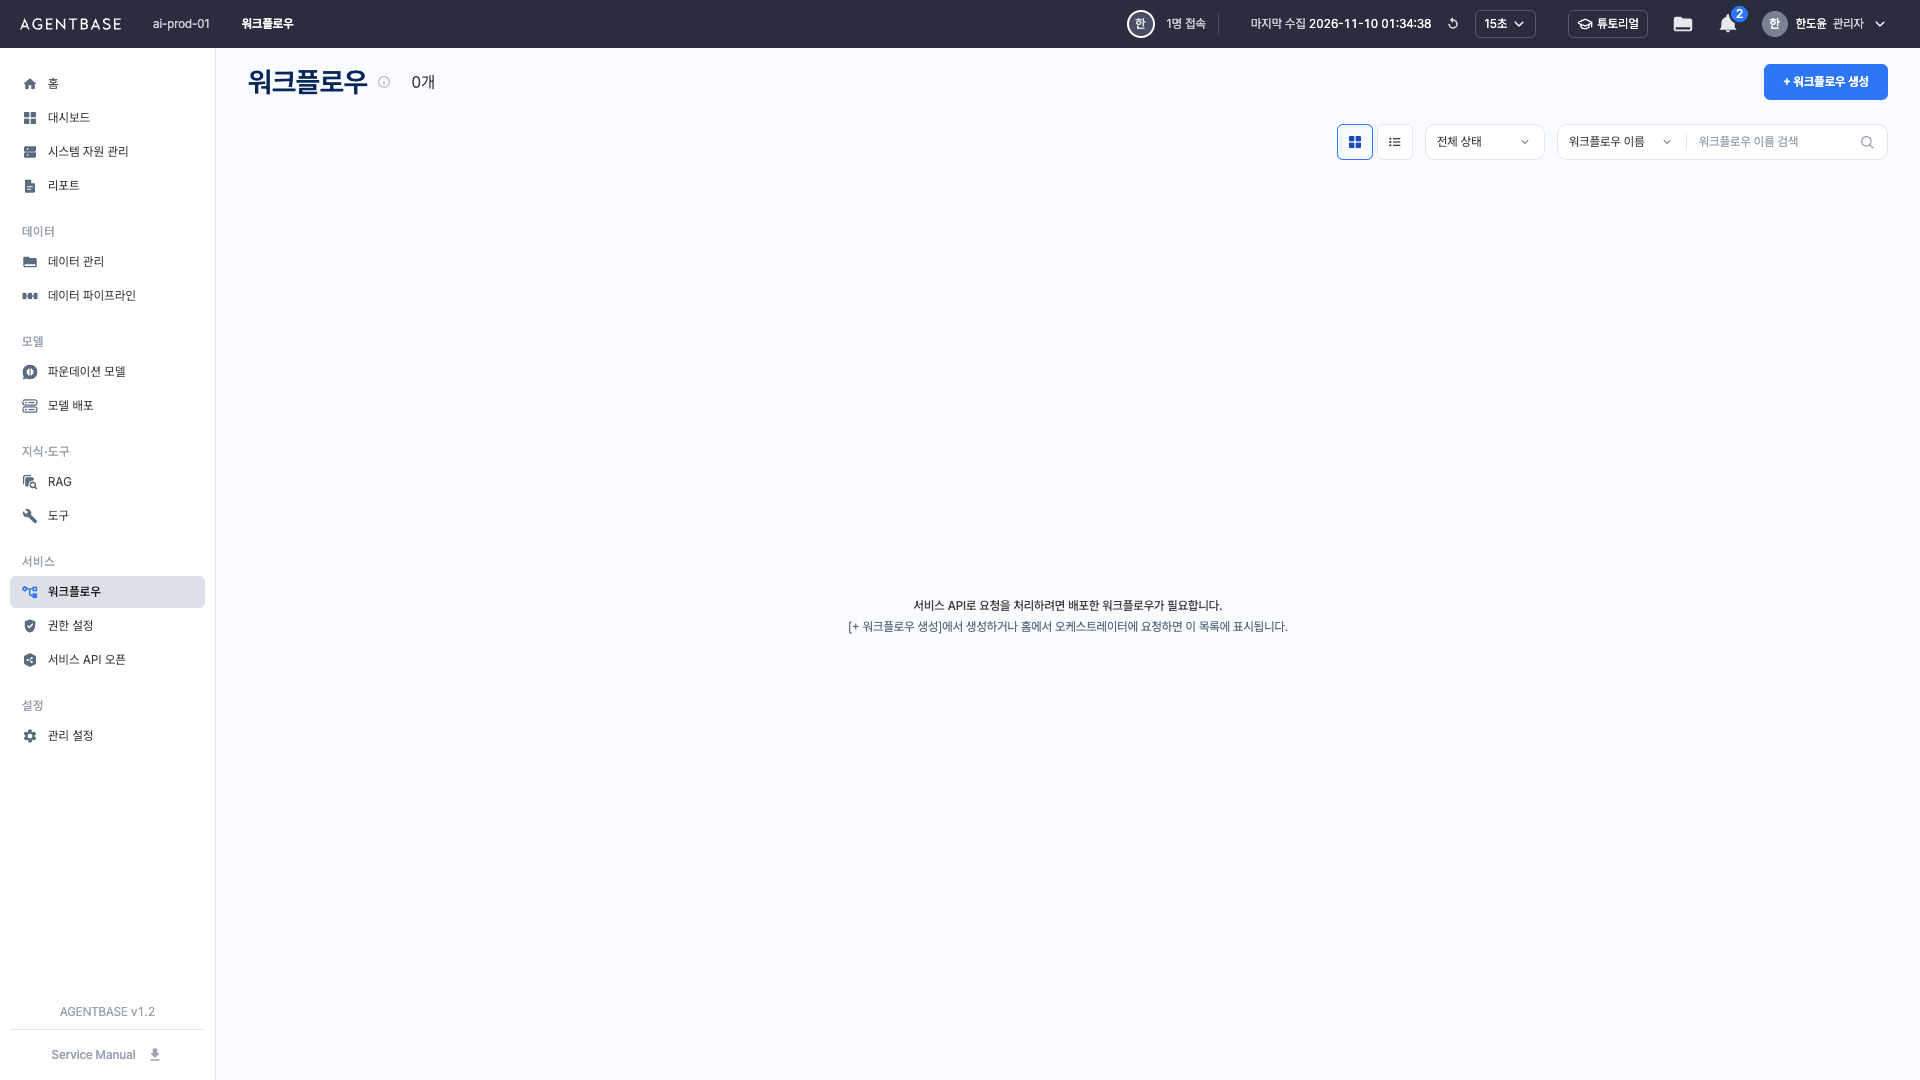 AGENTBASE
ai-prod-01
워크플로우
한
1명 접속
마지막 수집 2026-11-10 01:34:38
15초
튜토리얼
2
한
한도윤 관리자
홈
대시보드
시스템 자원 관리
리포트
데이터
데이터 관리
데이터 파이프라인
모델
파운데이션 모델
모델 배포
지식·도구
RAG
도구
서비스
워크플로우
권한 설정
서비스 API 오픈
설정
관리 설정
AGENTBASE v1.2
Service Manual
워크플로우
0개
+ 워크플로우 생성
전체 상태
워크플로우 이름
워크플로우 이름 검색
서비스 API로 요청을 처리하려면 배포한 워크플로우가 필요합니다.
[+ 워크플로우 생성]에서 생성하거나 홈에서 오케스트레이터에 요청하면 이 목록에 표시됩니다.